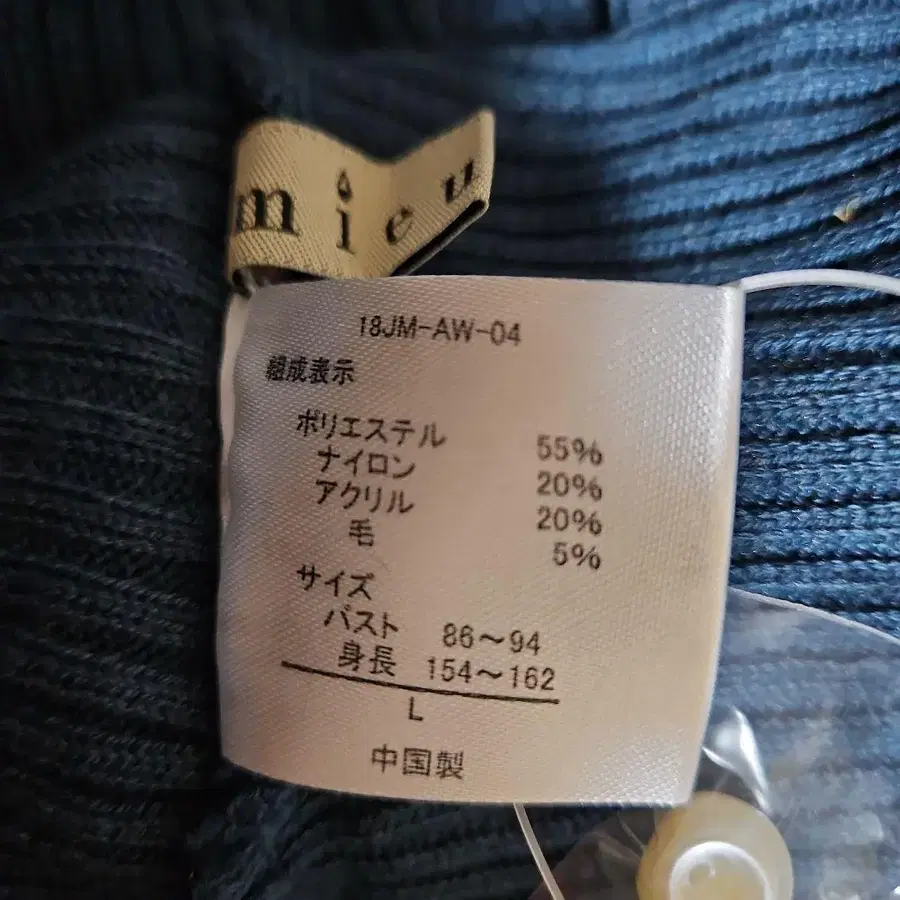 mieu
18JM-AW-04
組成表示
ポリエステル 55%
ナイロン 20%
アクリル 20%
毛 5%
サイズ
バスト 86～94
身長 154～162
L
中国製